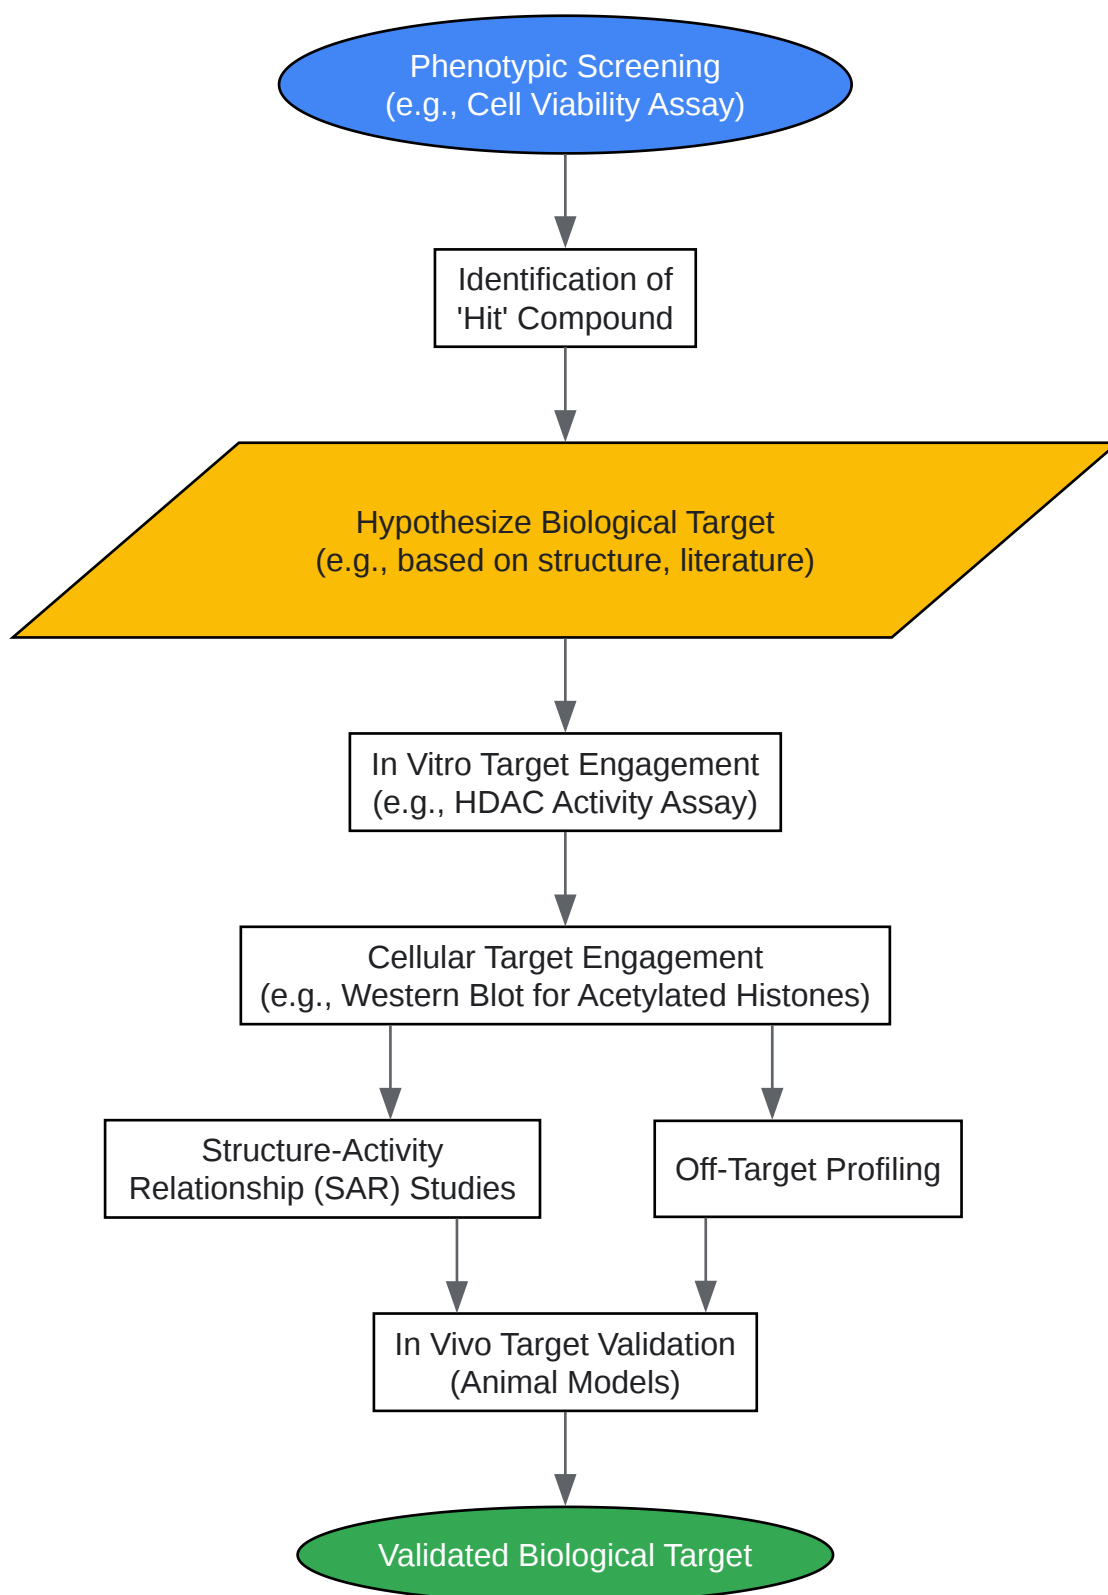 Phenotypic Screening
(e.g., Cell Viability Assay)
Identification of
'Hit' Compound
Hypothesize Biological Target
(e.g., based on structure, literature)
In Vitro Target Engagement
(e.g., HDAC Activity Assay)
Cellular Target Engagement
(e.g., Western Blot for Acetylated Histones)
Structure-Activity
Relationship (SAR) Studies
Off-Target Profiling
In Vivo Target Validation
(Animal Models)
Validated Biological Target